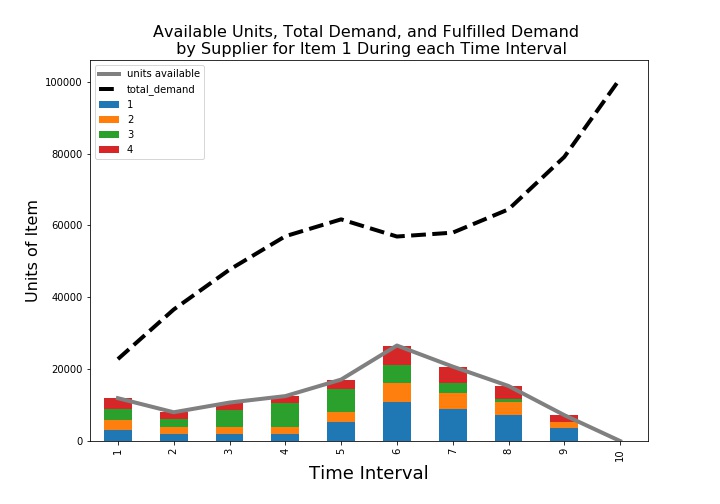 Available Units, Total Demand, and Fulfilled Demand
by Supplier for Item 1 During each Time Interval
units available
total_demand
1
2
3
4
Units of Item
100000
80000
60000
40000
20000
0
1 2 3 4 5 6 7 8 9 10
Time Interval